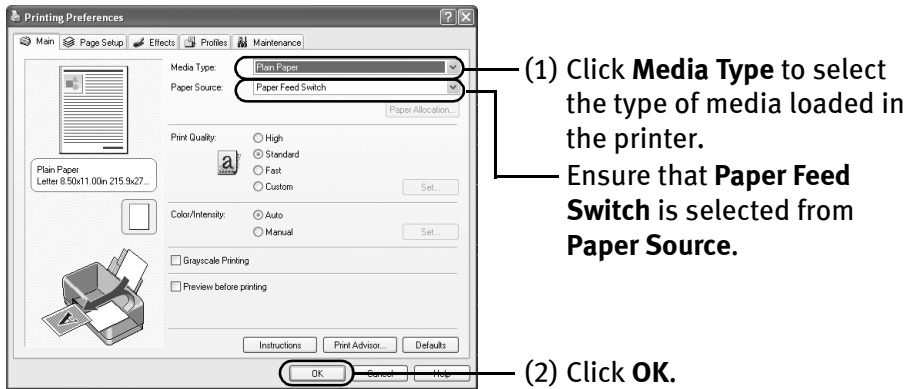 Printing Preferences
Main Page Setup Effects Profiles Maintenance
Media Type: Plain Paper
Paper Source: Paper Feed Switch
Paper Allocation...
Print Quality: High
Standard
Fast
Custom Set...
Plain Paper
Letter 8.50x11.00in 215.9x27...
Color/Intensity: Auto
Manual Set...
Grayscale Printing
Preview before printing
Instructions Print Advisor... Defaults
OK Cancel Help
(1) Click Media Type to select
the type of media loaded in
the printer.
Ensure that Paper Feed
Switch is selected from
Paper Source.
(2) Click OK.